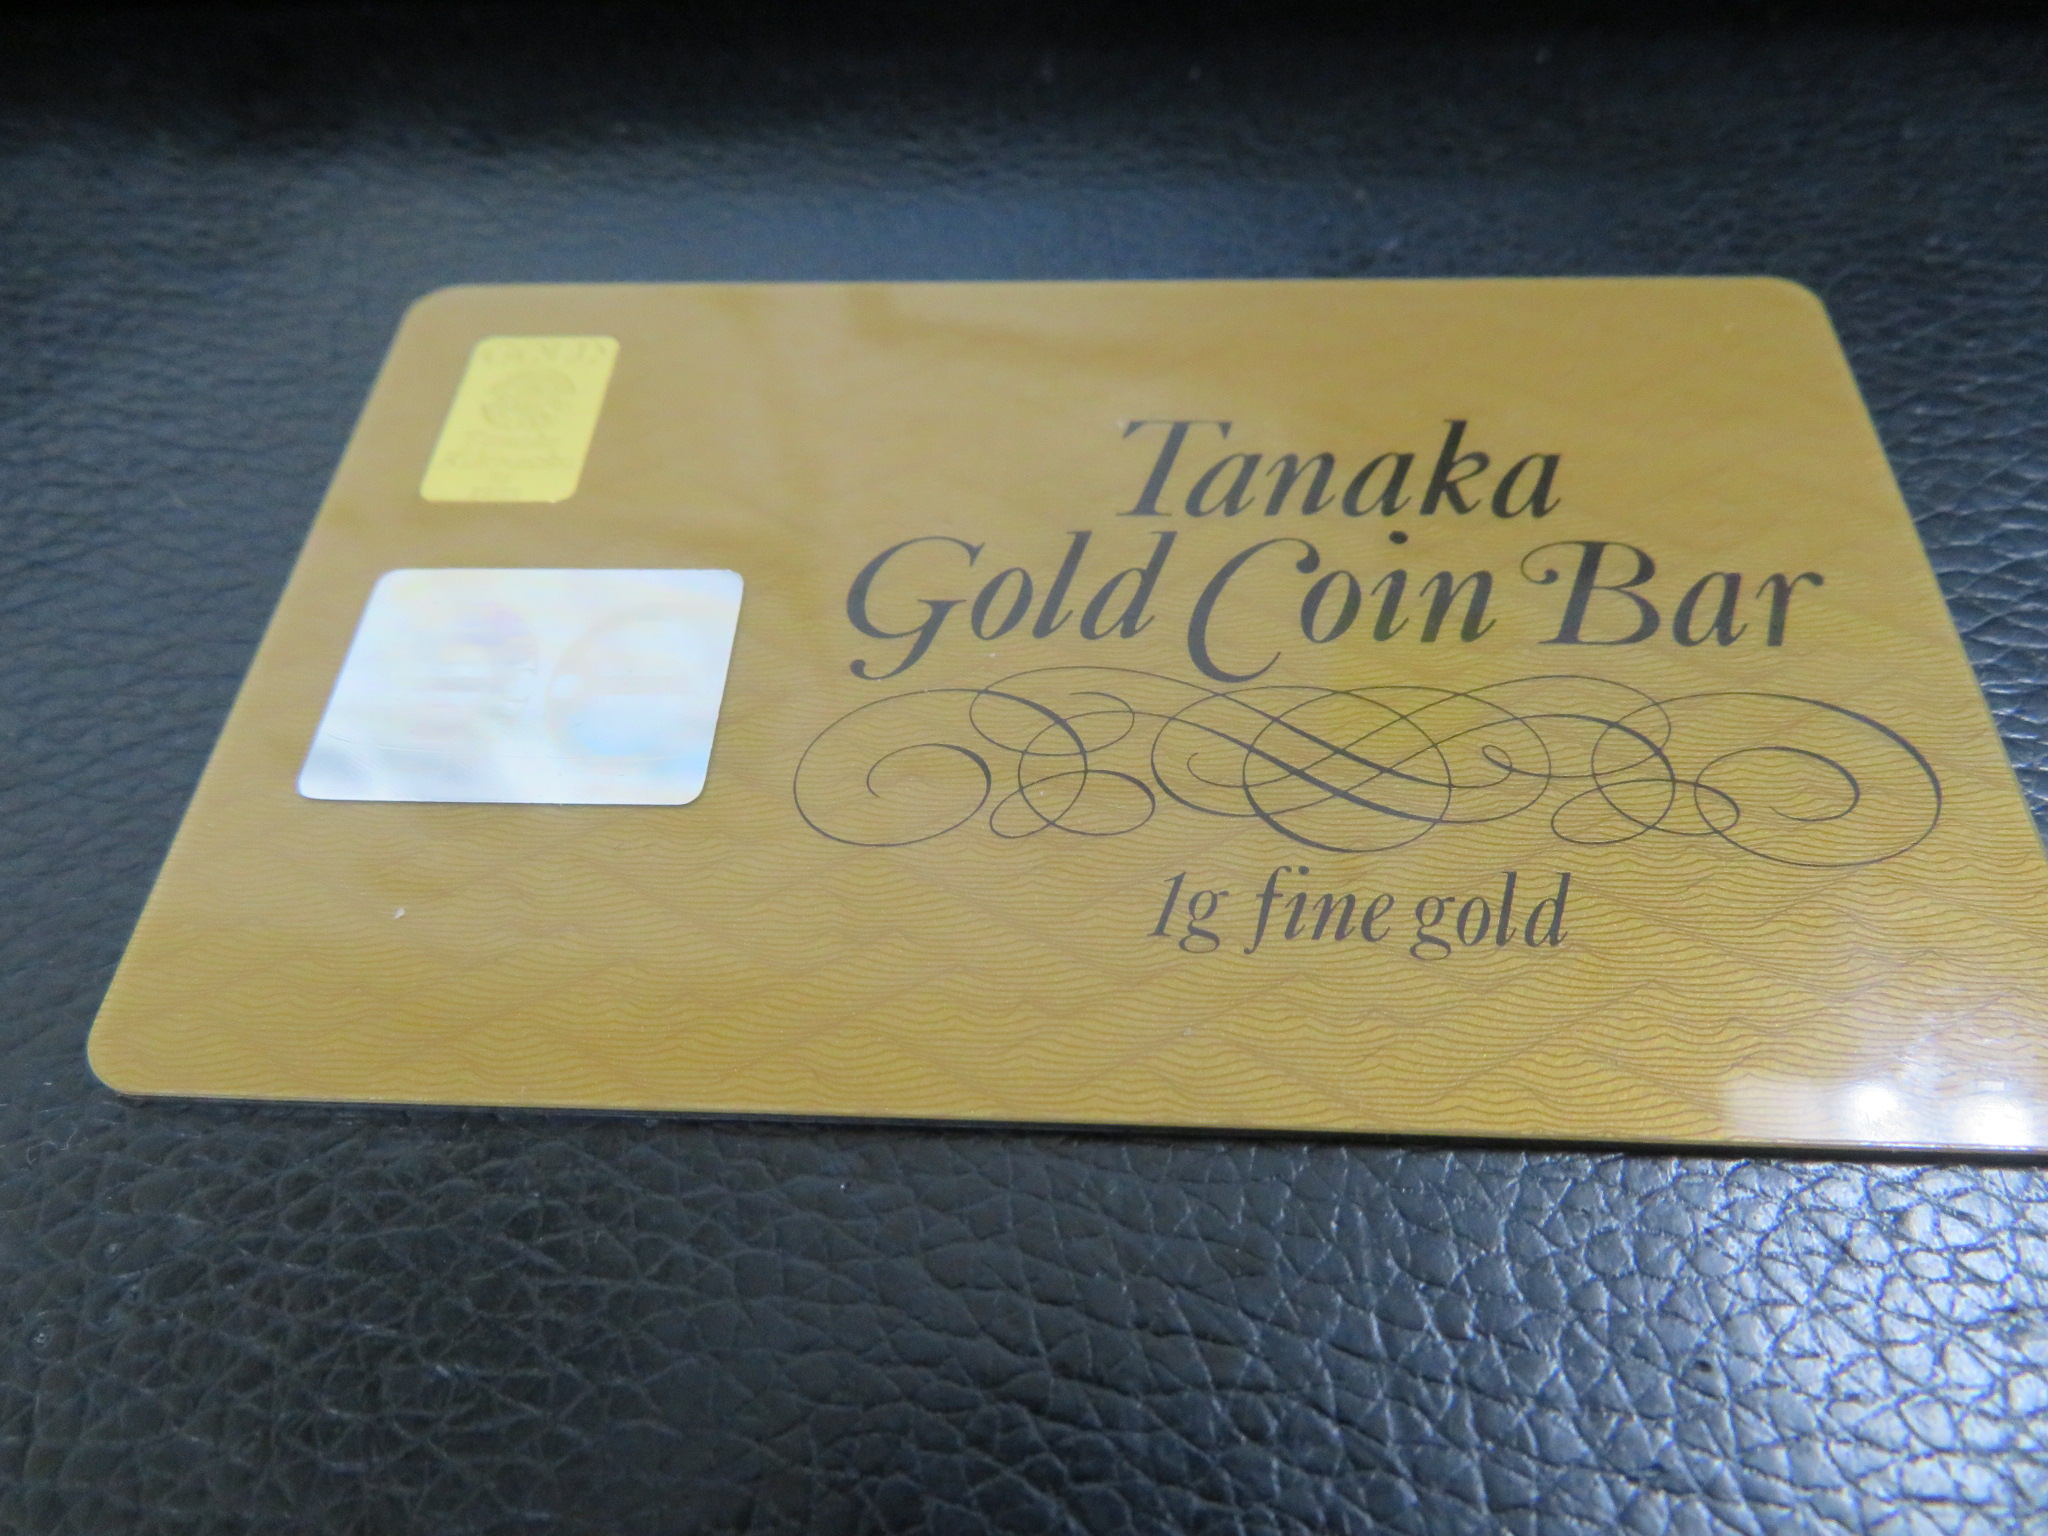 Tanaka
Gold Coin Bar
1g fine gold